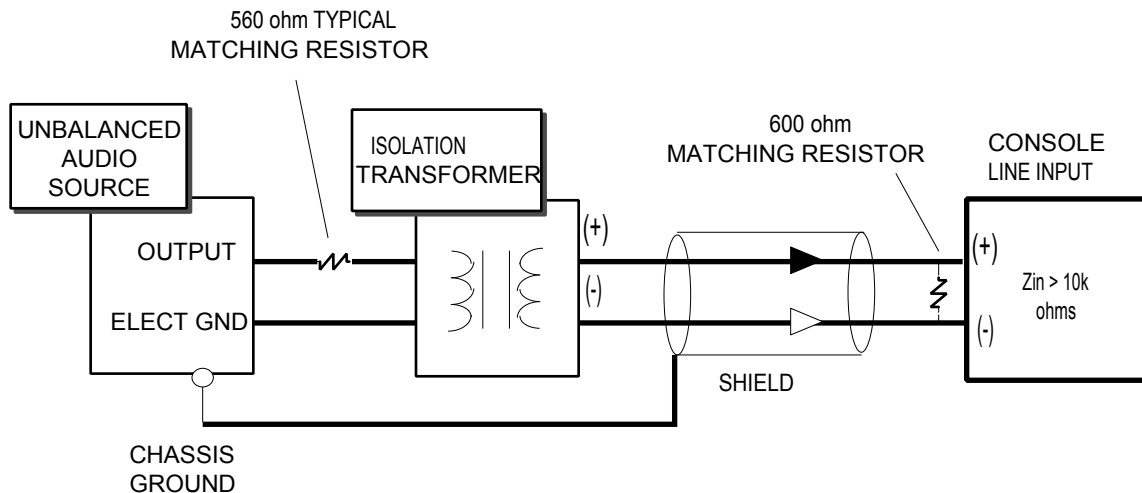 560 ohm TYPICAL
MATCHING RESISTOR
UNBALANCED
AUDIO
SOURCE
ISOLATION
TRANSFORMER
600 ohm
MATCHING RESISTOR
CONSOLE
LINE INPUT
OUTPUT
ELECT GND
(+)
(-)
(+)
(-)
Zin > 10k
ohms
SHIELD
CHASSIS
GROUND